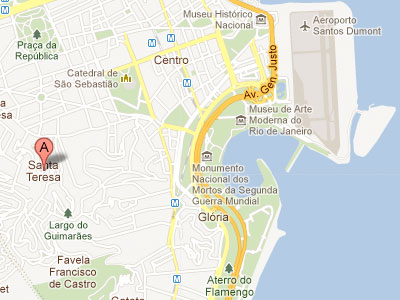 Museu Histórico
Nacional
Aeroporto
Santos Dumont
Praça da
República
M
M
Centro
Catedral de
São Sebastião
Av. Gen. Justo
Museu de Arte
Moderna do
Rio de Janeiro
A
Santa
Teresa
Monumento
Nacional dos
Mortos da Segunda
Guerra Mundial
M
Glória
Largo do
Guimarães
Favela
Francisco
de Castro
M
Aterro do
Flamengo